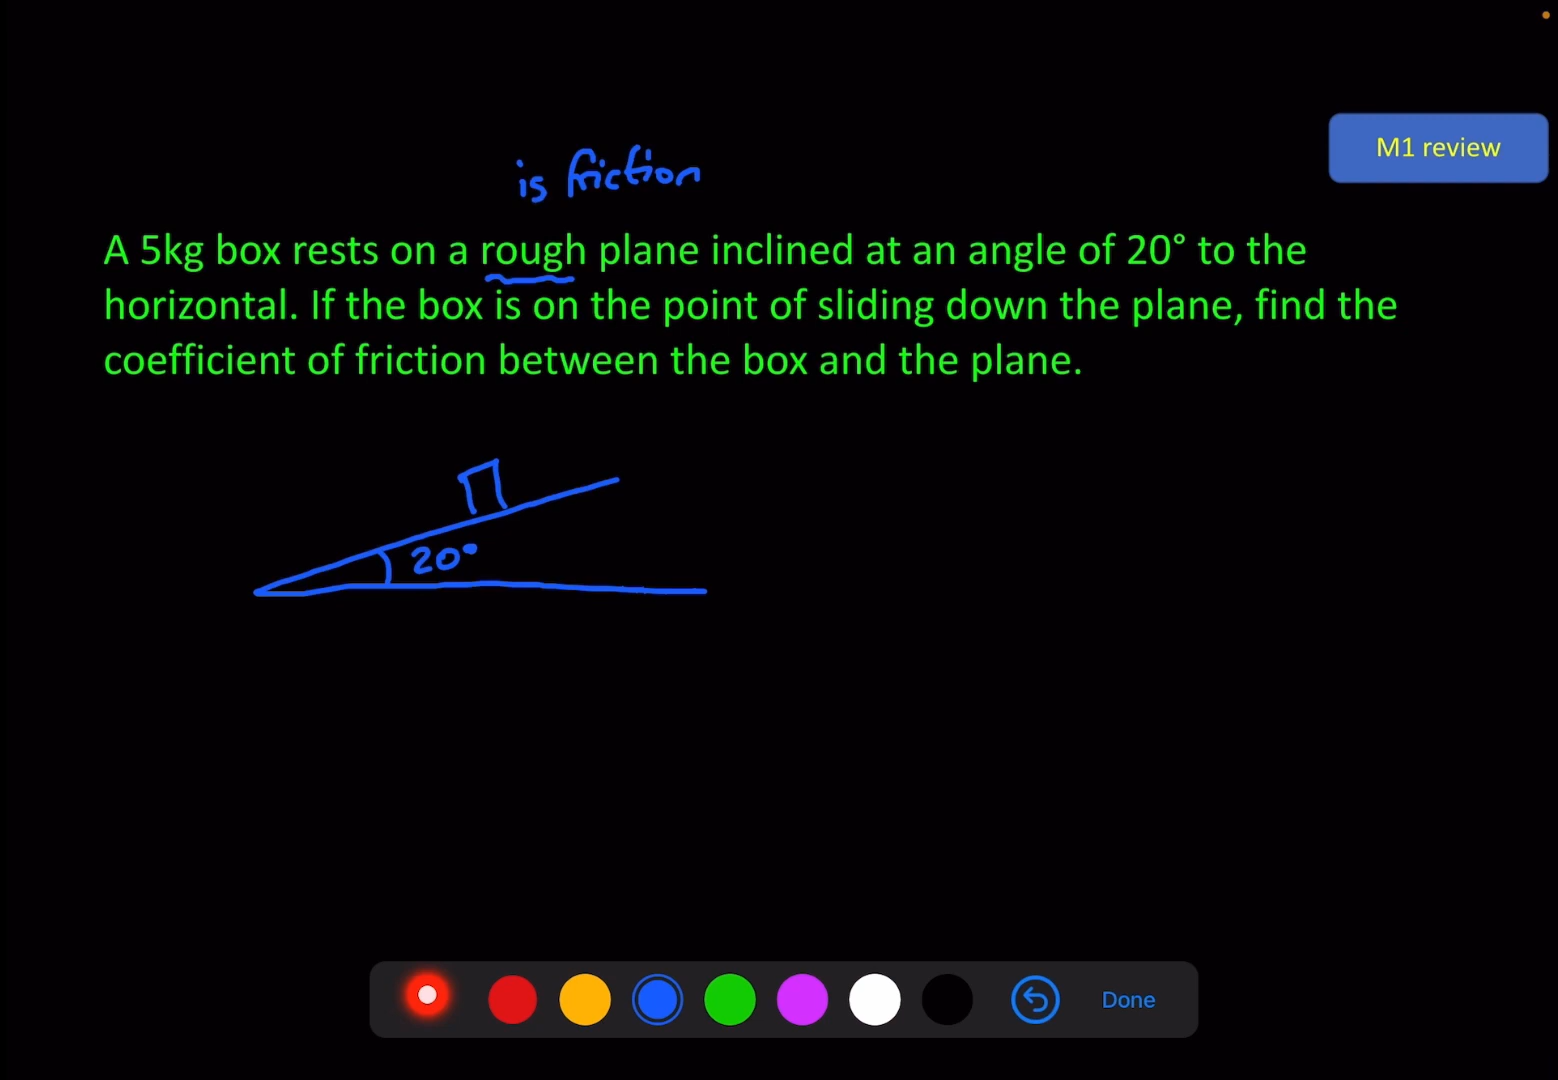 M1 review
is friction
A 5kg box rests on a rough plane inclined at an angle of 20° to the
horizontal. If the box is on the point of sliding down the plane, find the
coefficient of friction between the box and the plane.
20°
Done